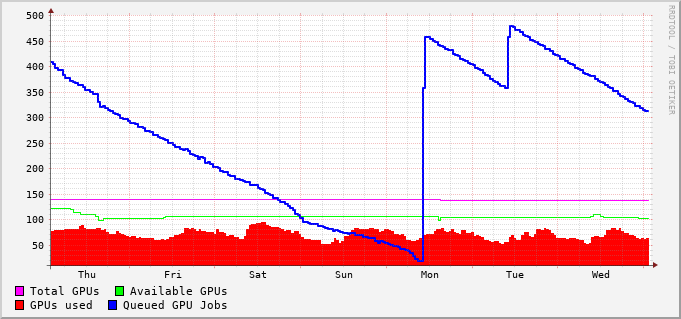 500
450
400
350
300
250
200
150
100
50
Thu Fri Sat Sun Mon Tue Wed
Total GPUs Available GPUs
GPUs used Queued GPU Jobs
RRDTOOL / TOBI OETIKER